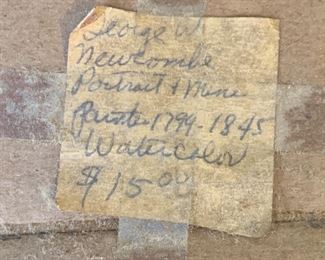 George W.
Newcombe
Portrait & Mini
Painter 1799-1845
Watercolor
$15.00